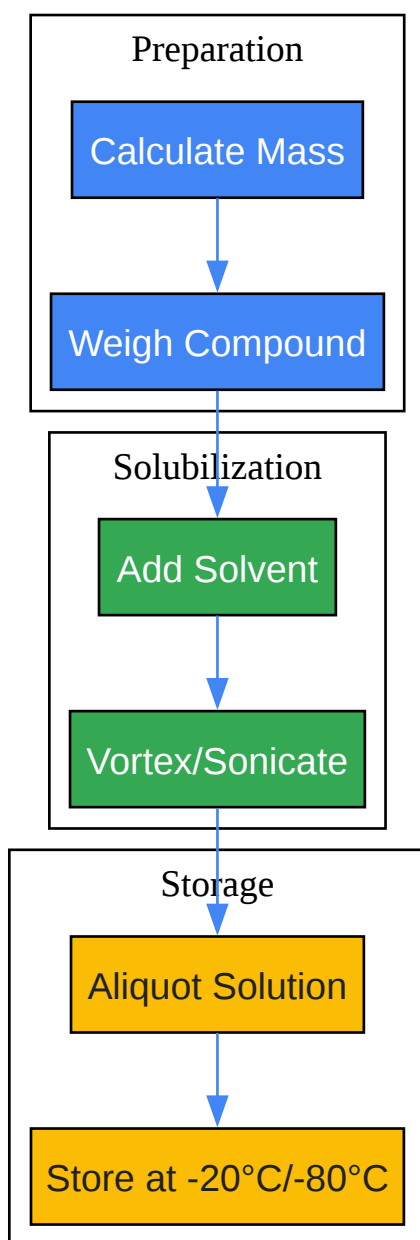 Preparation
Calculate Mass
Weigh Compound
Solubilization
Add Solvent
Vortex/Sonicate
Storage
Aliquot Solution
Store at -20°C/-80°C